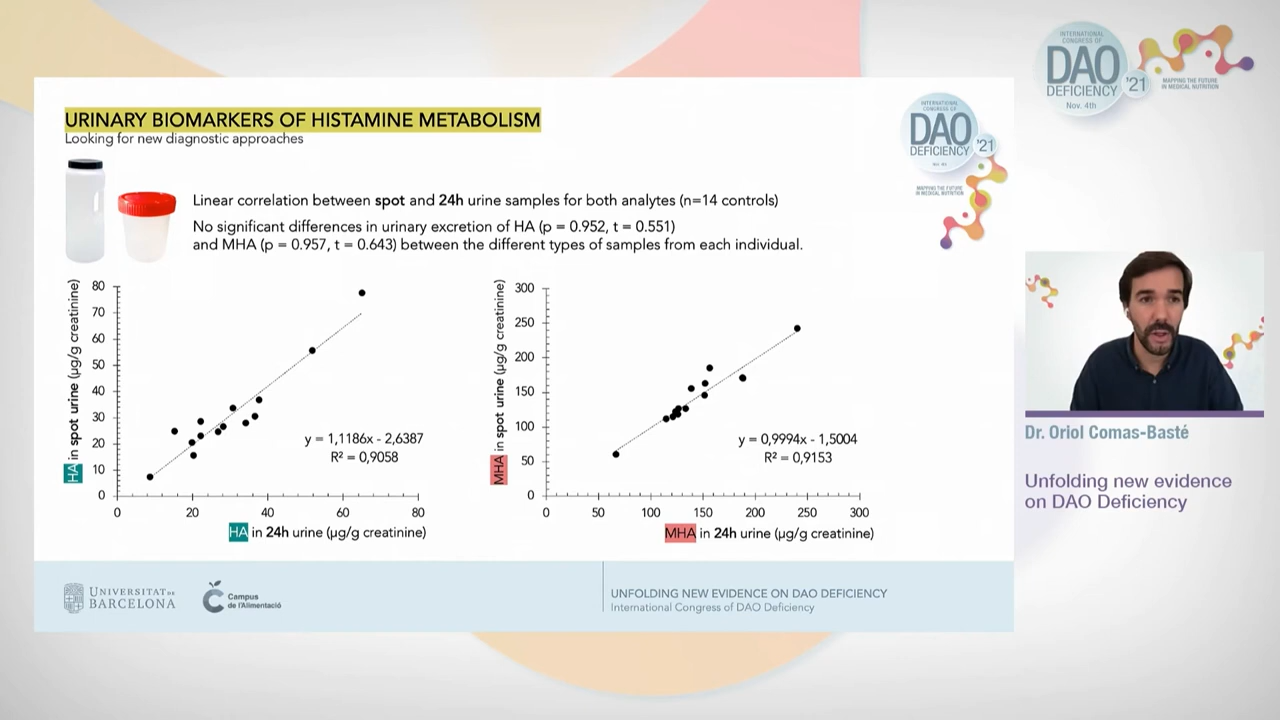 INTERNATIONAL
CONGRESS OF
DAO
DEFICIENCY
'21
Nov. 4th
MAPPING THE FUTURE
IN MEDICAL NUTRITION
URINARY BIOMARKERS OF HISTAMINE METABOLISM
Looking for new diagnostic approaches
INTERNATIONAL
CONGRESS OF
DAO
DEFICIENCY
'21
MAPPING THE FUTURE
IN MEDICAL NUTRITION
Linear correlation between spot and 24h urine samples for both analytes (n=14 controls)
No significant differences in urinary excretion of HA (p = 0.952, t = 0.551)
and MHA (p = 0.957, t = 0.643) between the different types of samples from each individual.
HA in spot urine (µg/g creatinine)
80
70
60
50
40
30
20
10
0
0 20 40 60 80
y = 1,1186x - 2,6387
R² = 0,9058
HA in 24h urine (µg/g creatinine)
MHA in spot urine (µg/g creatinine)
300
250
200
150
100
50
0
0 50 100 150 200 250 300
y = 0,9994x - 1,5004
R² = 0,9153
MHA in 24h urine (µg/g creatinine)
Dr. Oriol Comas-Basté
Unfolding new evidence
on DAO Deficiency
UNIVERSITAT DE
BARCELONA
Campus
de l'Alimentació
UNFOLDING NEW EVIDENCE ON DAO DEFICIENCY
International Congress of DAO Deficiency